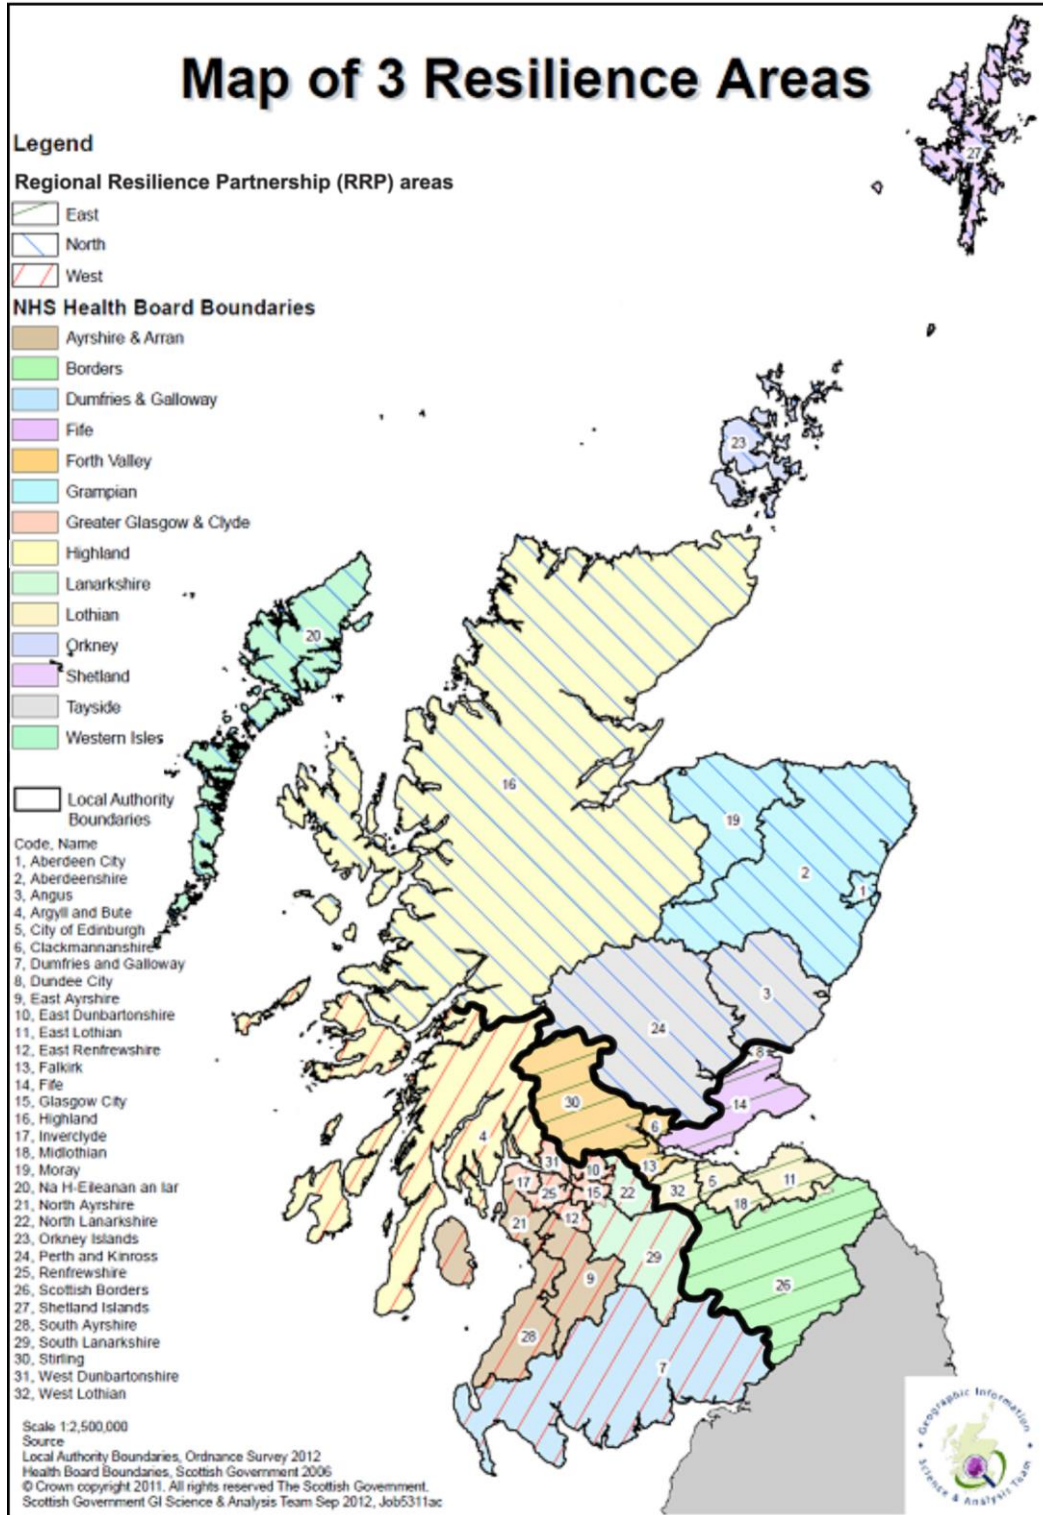 Map of 3 Resilience Areas
Legend
Regional Resilience Partnership (RRP) areas
East
North
West
NHS Health Board Boundaries
Ayrshire & Arran
Borders
Dumfries & Galloway
Fife
Forth Valley
Grampian
Greater Glasgow & Clyde
Highland
Lanarkshire
Lothian
Orkney
Shetland
Tayside
Western Isles
Local Authority
Boundaries
Code, Name
1, Aberdeen City
2, Aberdeenshire
3, Angus
4, Argyll and Bute
5, City of Edinburgh
6, Clackmannanshire
7, Dumfries and Galloway
8, Dundee City
9, East Ayrshire
10, East Dunbartonshire
11, East Lothian
12, East Renfrewshire
13, Falkirk
14, Fife
15, Glasgow City
16, Highland
17, Inverclyde
18, Midlothian
19, Moray
20, Na H-Eileanan an Iar
21, North Ayrshire
22, North Lanarkshire
23, Orkney Islands
24, Perth and Kinross
25, Renfrewshire
26, Scottish Borders
27, Shetland Islands
28, South Ayrshire
29, South Lanarkshire
30, Stirling
31, West Dunbartonshire
32, West Lothian
Scale 1:2,500,000
Source
Local Authority Boundaries, Ordnance Survey 2012
Health Board Boundaries, Scottish Government 2006
© Crown copyright 2011. All rights reserved The Scottish Government.
Scottish Government GI Science & Analysis Team Sep 2012, Job5311ac
27
23
20
16
19
2
1
3
24
8
14
30
6
4
13
31
10
5
11
17
25
15
22
32
18
12
21
29
9
26
28
7
Geographic Information
Science & Analysis Team